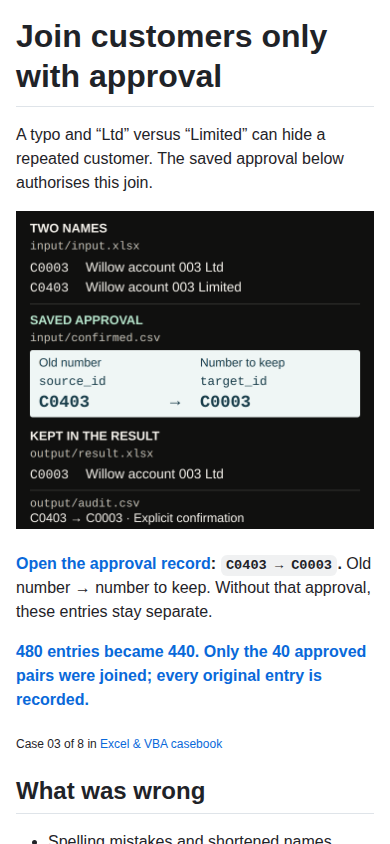 Join customers only
with approval
A typo and “Ltd” versus “Limited” can hide a
repeated customer. The saved approval below
authorises this join.
TWO NAMES
input/input.xlsx
C0003 Willow account 003 Ltd
C0403 Willow acount 003 Limited
SAVED APPROVAL
input/confirmed.csv
Old number Number to keep
source_id target_id
C0403 → C0003
KEPT IN THE RESULT
output/result.xlsx
C0003 Willow account 003 Ltd
output/audit.csv
C0403 → C0003 · Explicit confirmation
Open the approval record: C0403 → C0003 . Old
number → number to keep. Without that approval,
these entries stay separate.
480 entries became 440. Only the 40 approved
pairs were joined; every original entry is
recorded.
Case 03 of 8 in Excel & VBA casebook
What was wrong
• Spelling mistakes and shortened names